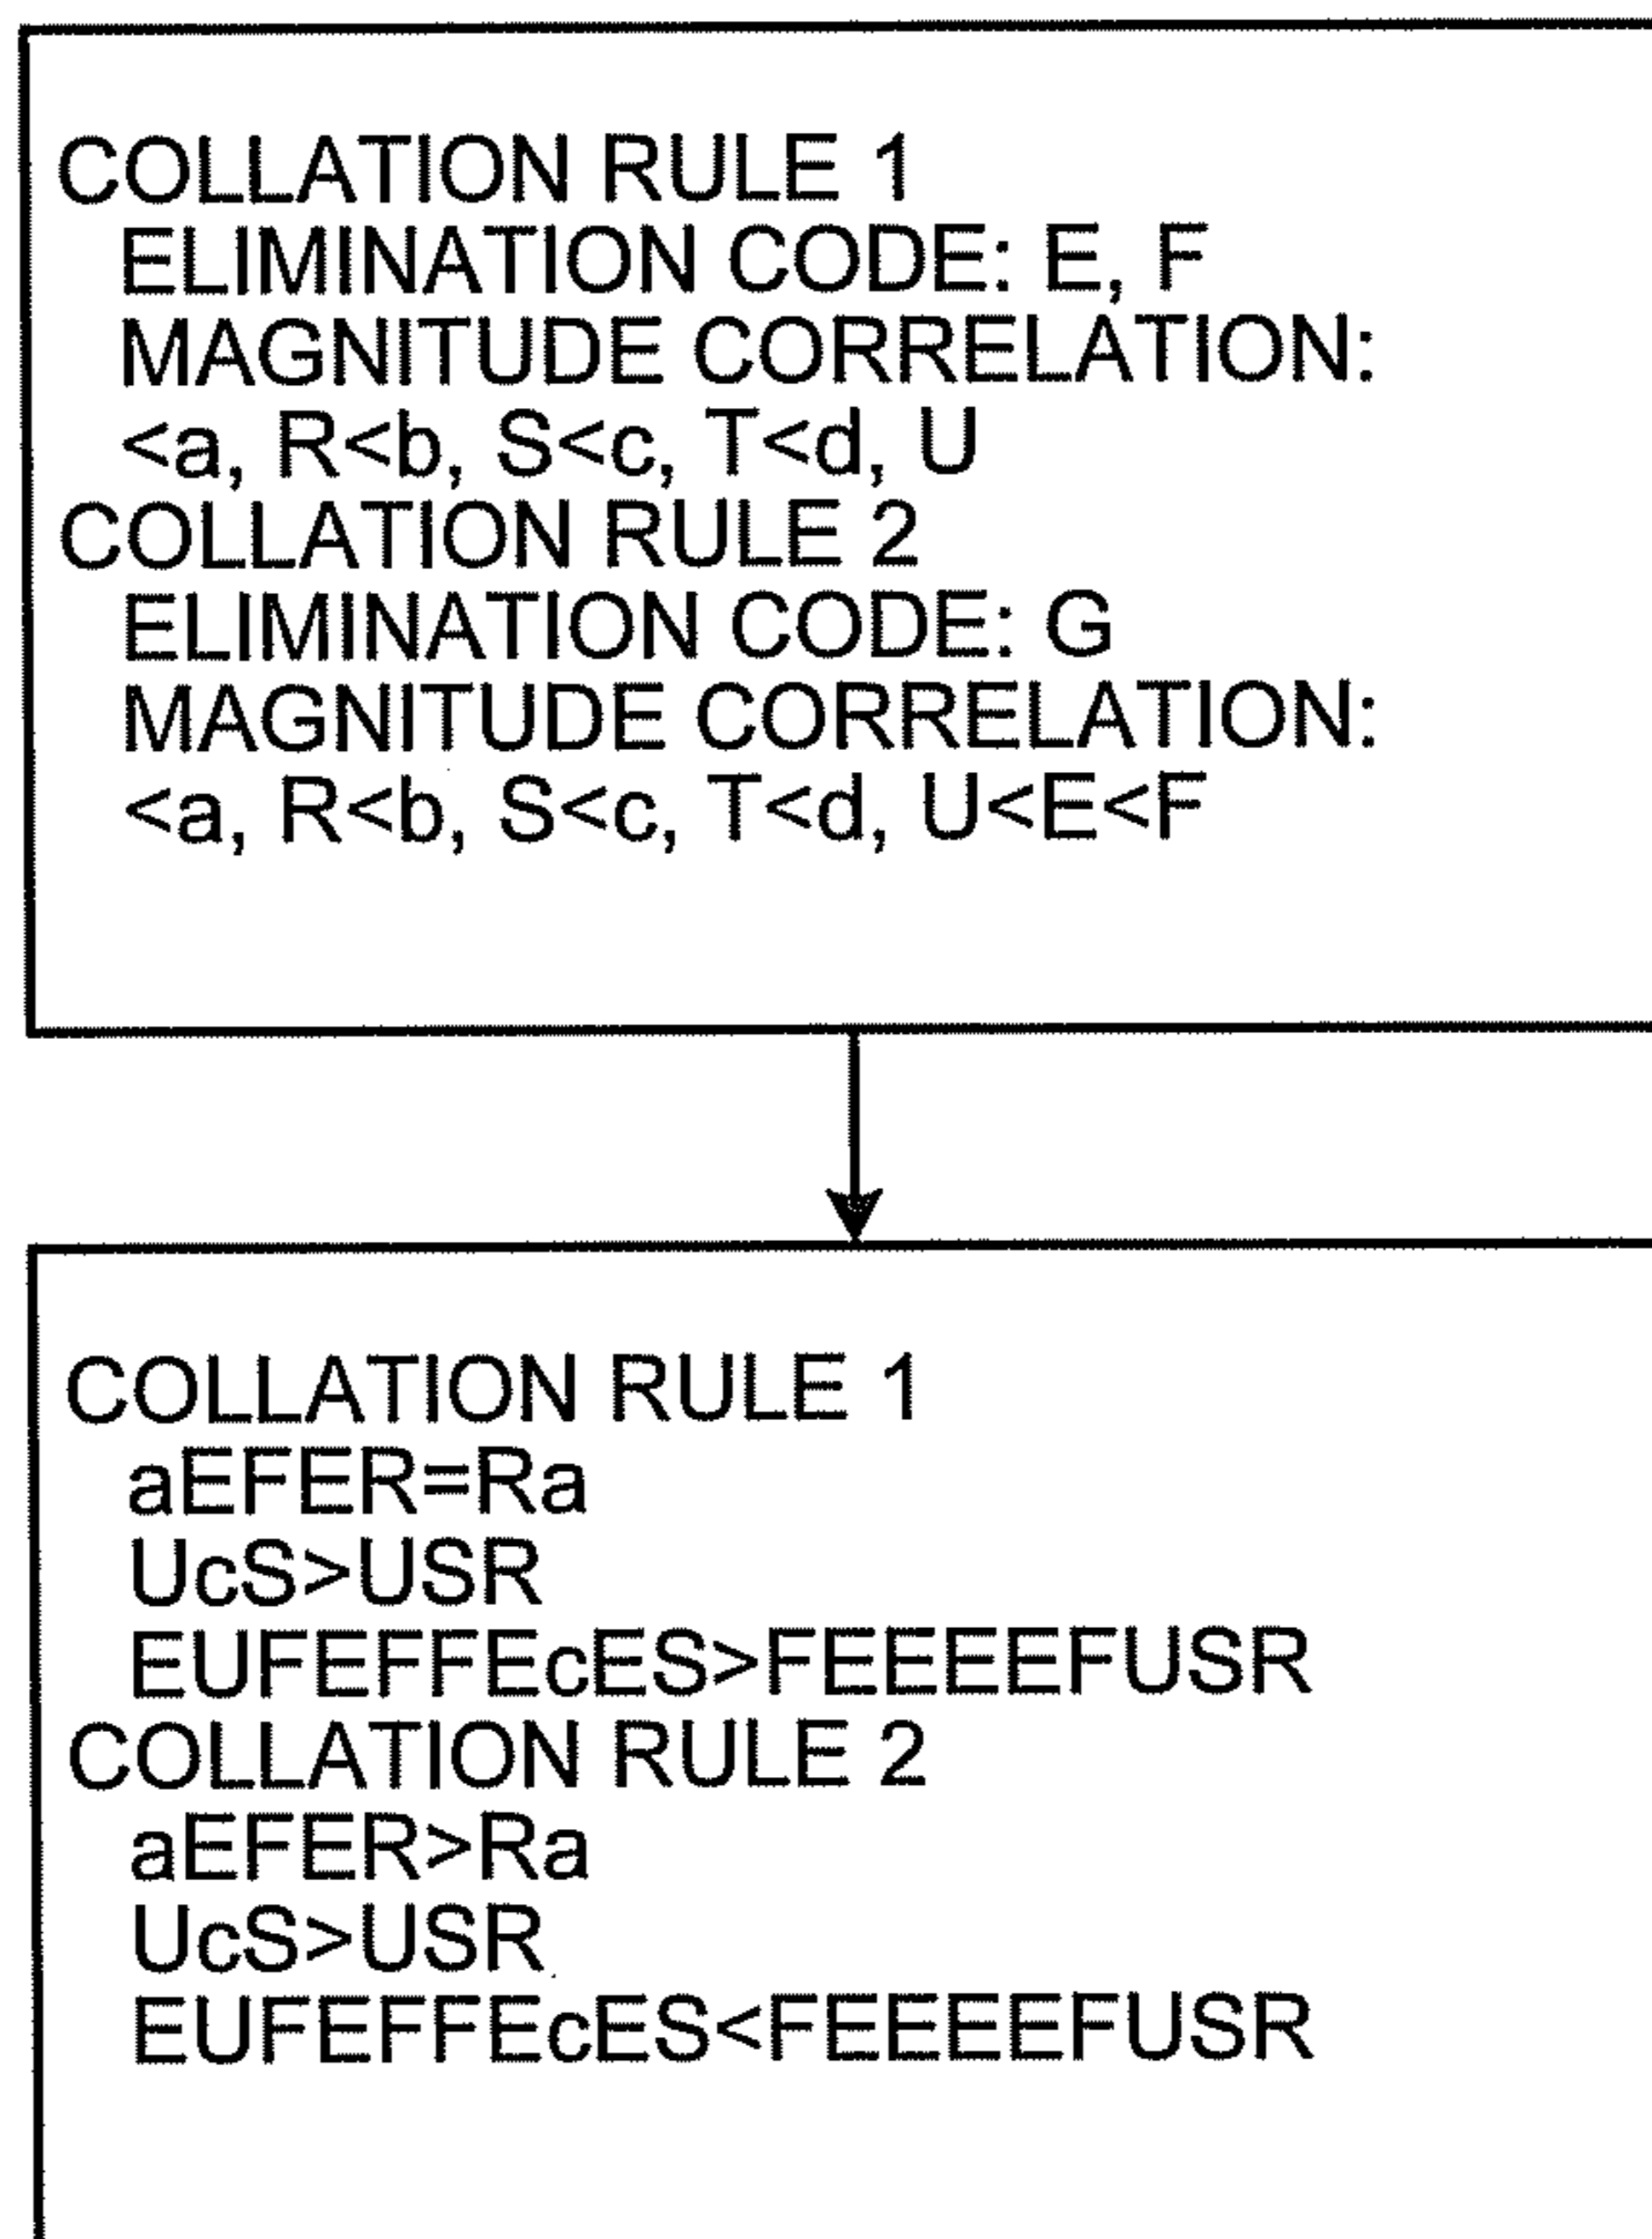 COLLATION RULE 1
ELIMINATION CODE: E, F
MAGNITUDE CORRELATION:
<a, R<b, S<c, T<d, U
COLLATION RULE 2
ELIMINATION CODE: G
MAGNITUDE CORRELATION:
<a, R<b, S<c, T<d, U<E<F
COLLATION RULE 1
aEFER=Ra
UcS>USR
EUFEFFEcES>FEEEEFUSR
COLLATION RULE 2
aEFER>Ra
UcS>USR
EUFEFFEcES<FEEEEFUSR